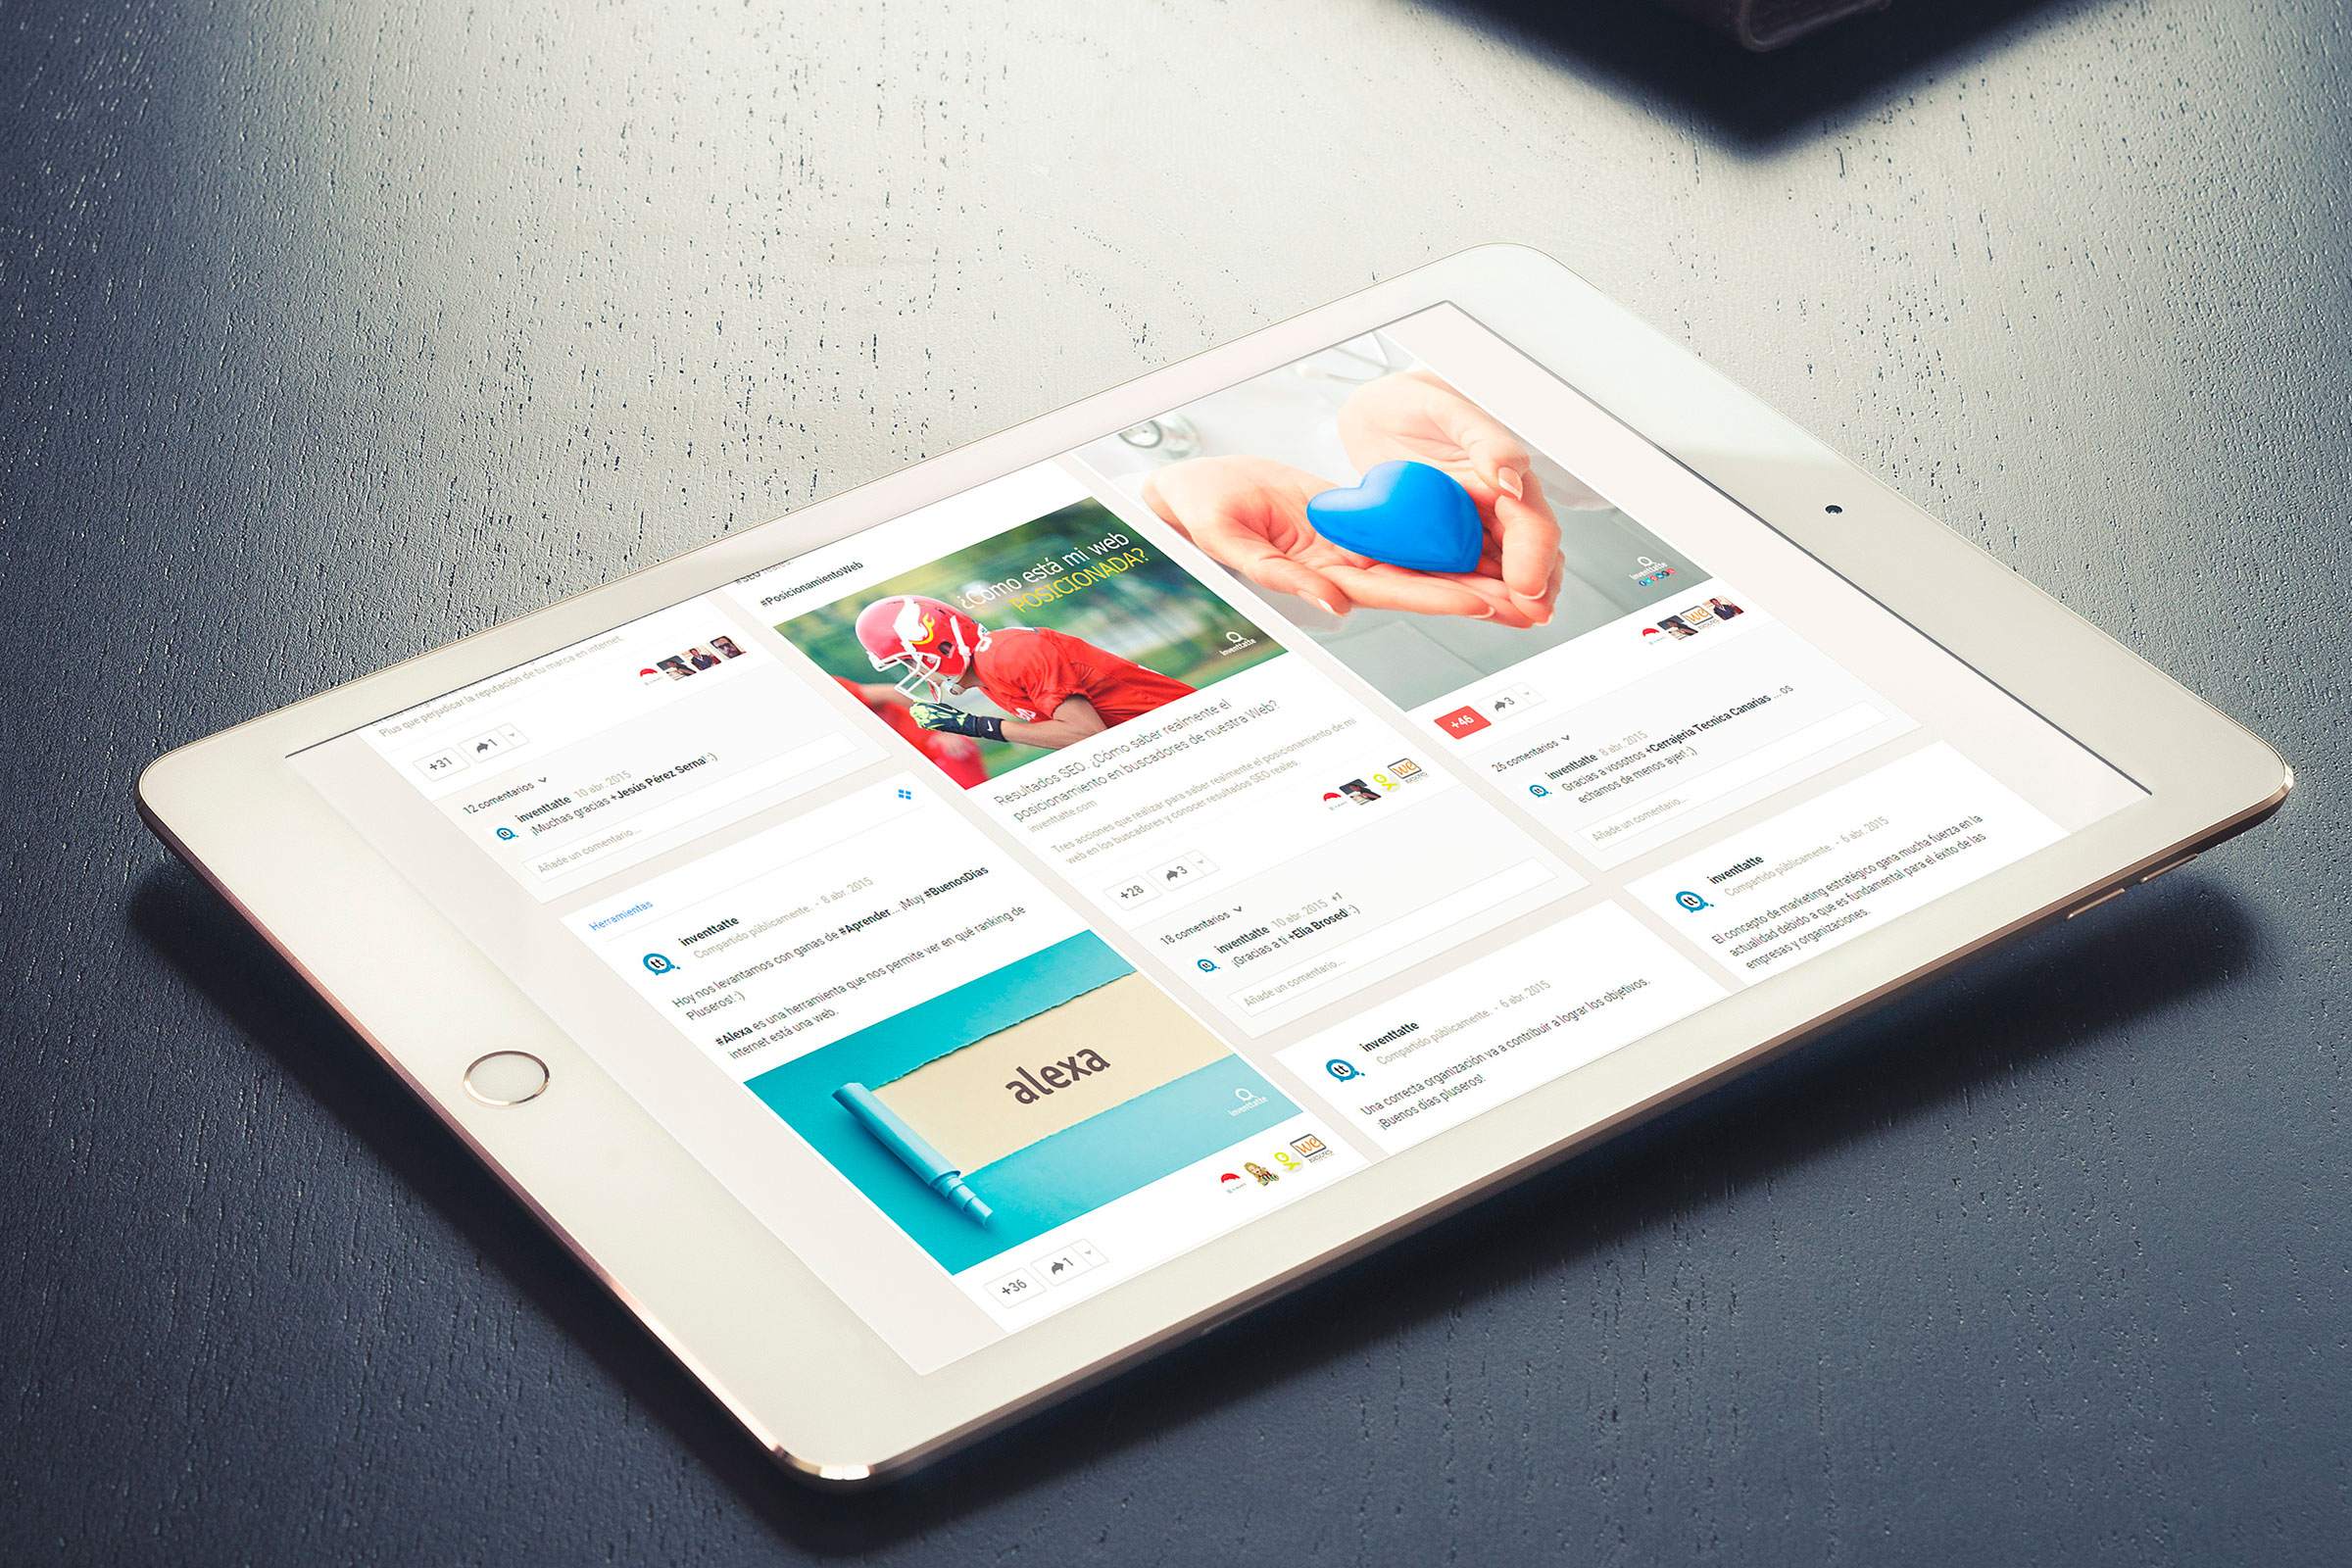 Plus que perjudicar la reputación de tu marca en internet.
+31
1
12 comentarios
inventtatte 10 abr. 2015
¡Muchas gracias +Jesús Pérez Serna! :)
Añade un comentario...
Herramientas
inventtatte
Compartido públicamente. - 8 abr. 2015
Hoy nos levantamos con ganas de #Aprender... ¡Muy #BuenosDías
Pluseros! :)
#Alexa es una herramienta que nos permite ver en qué ranking de
internet está una web.
alexa
inventtatte
we
+36
1
#SEO reales.
#PosicionamientoWeb
¿Cómo está mi web
POSICIONADA?
inventtatte
Resultados SEO. ¿Cómo saber realmente el
posicionamiento en buscadores de nuestra Web?
inventtatte.com
Tres acciones que realizar para saber realmente el posicionamiento de mi
web en los buscadores y conocer resultados SEO reales.
we
+28
3
18 comentarios
inventtatte 10 abr. 2015 +1
¡Gracias a ti +Elia Brosed! :)
Añade un comentario...
inventtatte
Compartido públicamente. - 6 abr. 2015
Una correcta organización va a contribuir a lograr los objetivos.
¡Buenos días pluseros!
inventtatte
we
+46
3
26 comentarios
inventtatte 8 abr. 2015
Gracias a vosotros +Cerrajeria Tecnica Canarias ... os
echamos de menos ayer! ;)
Añade un comentario...
inventtatte
Compartido públicamente. - 6 abr. 2015
El concepto de marketing estratégico gana mucha fuerza en la
actualidad debido a que es fundamental para el éxito de las
empresas y organizaciones.